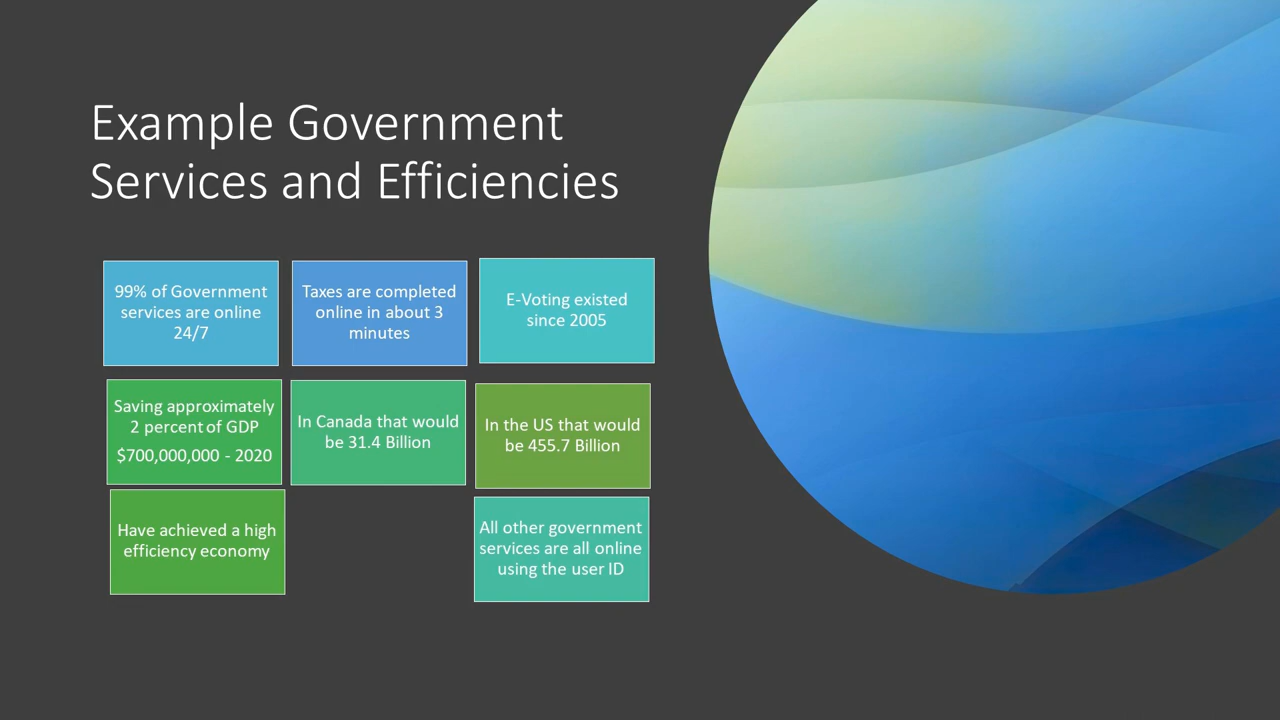 Example Government
Services and Efficiencies
99% of Government
services are online
24/7
Taxes are completed
online in about 3
minutes
E-Voting existed
since 2005
Saving approximately
2 percent of GDP
$700,000,000 - 2020
In Canada that would
be 31.4 Billion
In the US that would
be 455.7 Billion
Have achieved a high
efficiency economy
All other government
services are all online
using the user ID